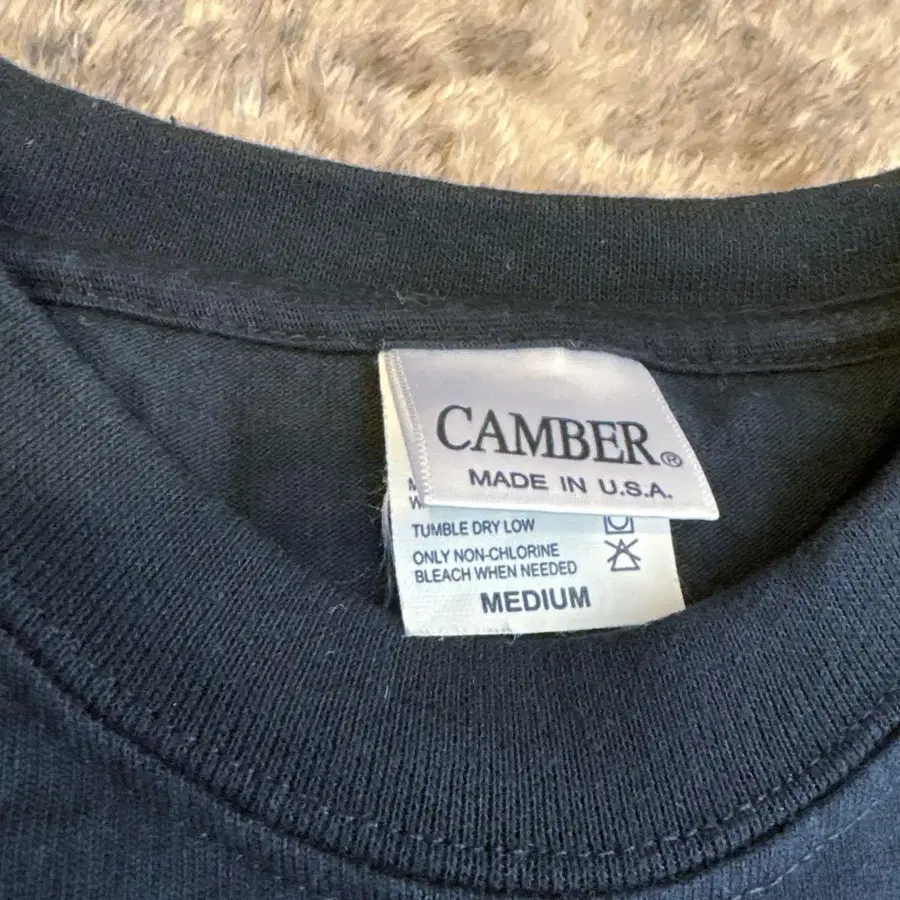 CAMBER®
MADE IN U.S.A.
TUMBLE DRY LOW
ONLY NON-CHLORINE
BLEACH WHEN NEEDED
MEDIUM